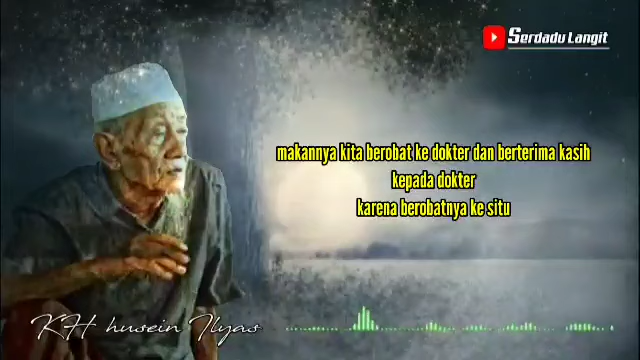 Serdadu Langit
makannya kita berobat ke dokter dan berterima kasih
kepada dokter
karena berobatnya ke situ
KH husein Ilyas